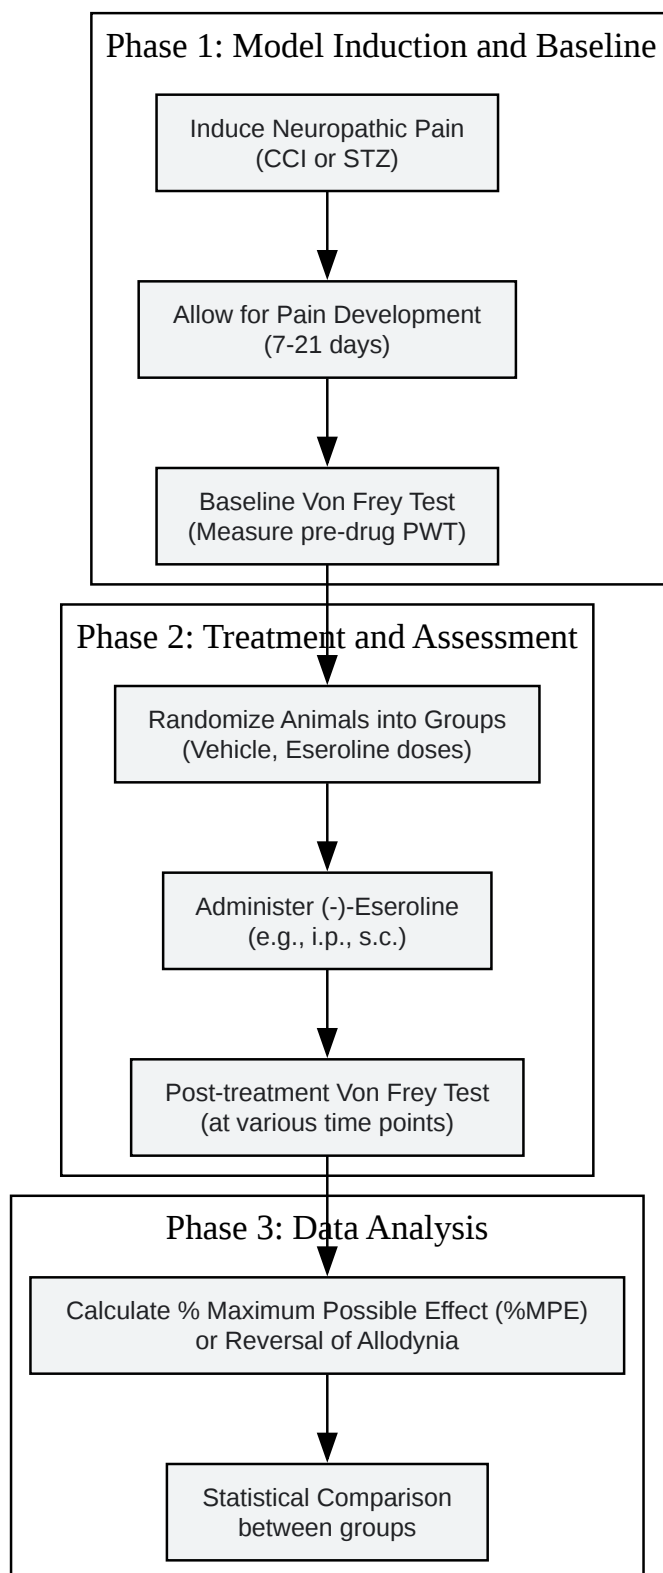 Phase 1: Model Induction and Baseline
Induce Neuropathic Pain
(CCI or STZ)
Allow for Pain Development
(7-21 days)
Baseline Von Frey Test
(Measure pre-drug PWT)
Phase 2: Treatment and Assessment
Randomize Animals into Groups
(Vehicle, Eseroline doses)
Administer (-)-Eseroline
(e.g., i.p., s.c.)
Post-treatment Von Frey Test
(at various time points)
Phase 3: Data Analysis
Calculate % Maximum Possible Effect (%MPE)
or Reversal of Allodynia
Statistical Comparison
between groups